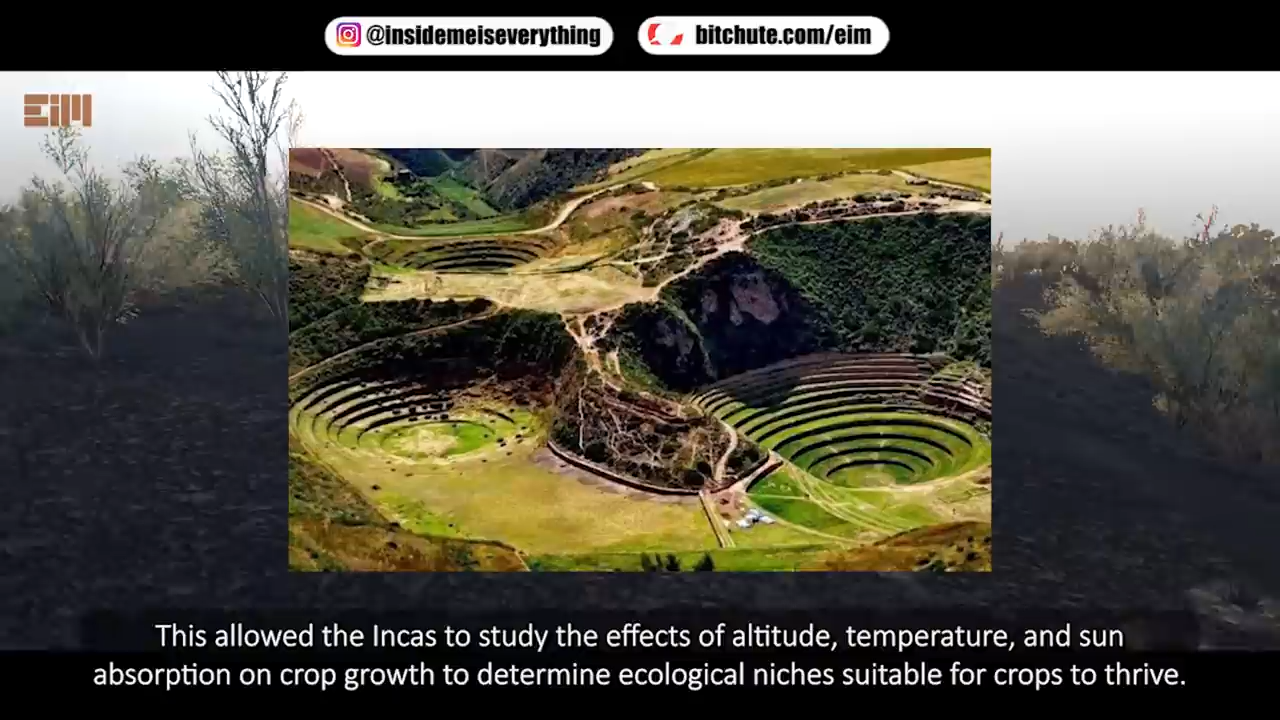 @insidemeiseverything
bitchute.com/eim
EiM
This allowed the Incas to study the effects of altitude, temperature, and sun
absorption on crop growth to determine ecological niches suitable for crops to thrive.